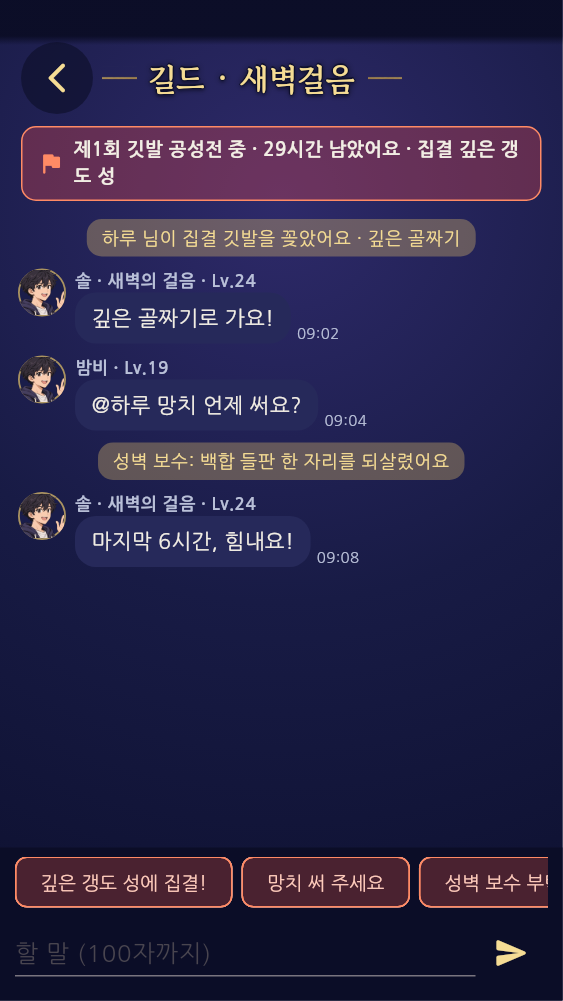 길드 · 새벽걸음
제1회 깃발 공성전 중 · 29시간 남았어요 · 집결 깊은 갱
도 성
하루 님이 집결 깃발을 꽂았어요 · 깊은 골짜기
솔 · 새벽의 걸음 · Lv.24
깊은 골짜기로 가요!
09:02
밤비 · Lv.19
@하루 망치 언제 써요?
09:04
성벽 보수: 백합 들판 한 자리를 되살렸어요
솔 · 새벽의 걸음 · Lv.24
마지막 6시간, 힘내요!
09:08
깊은 갱도 성에 집결!
망치 써 주세요
성벽 보수
할 말 (100자까지)